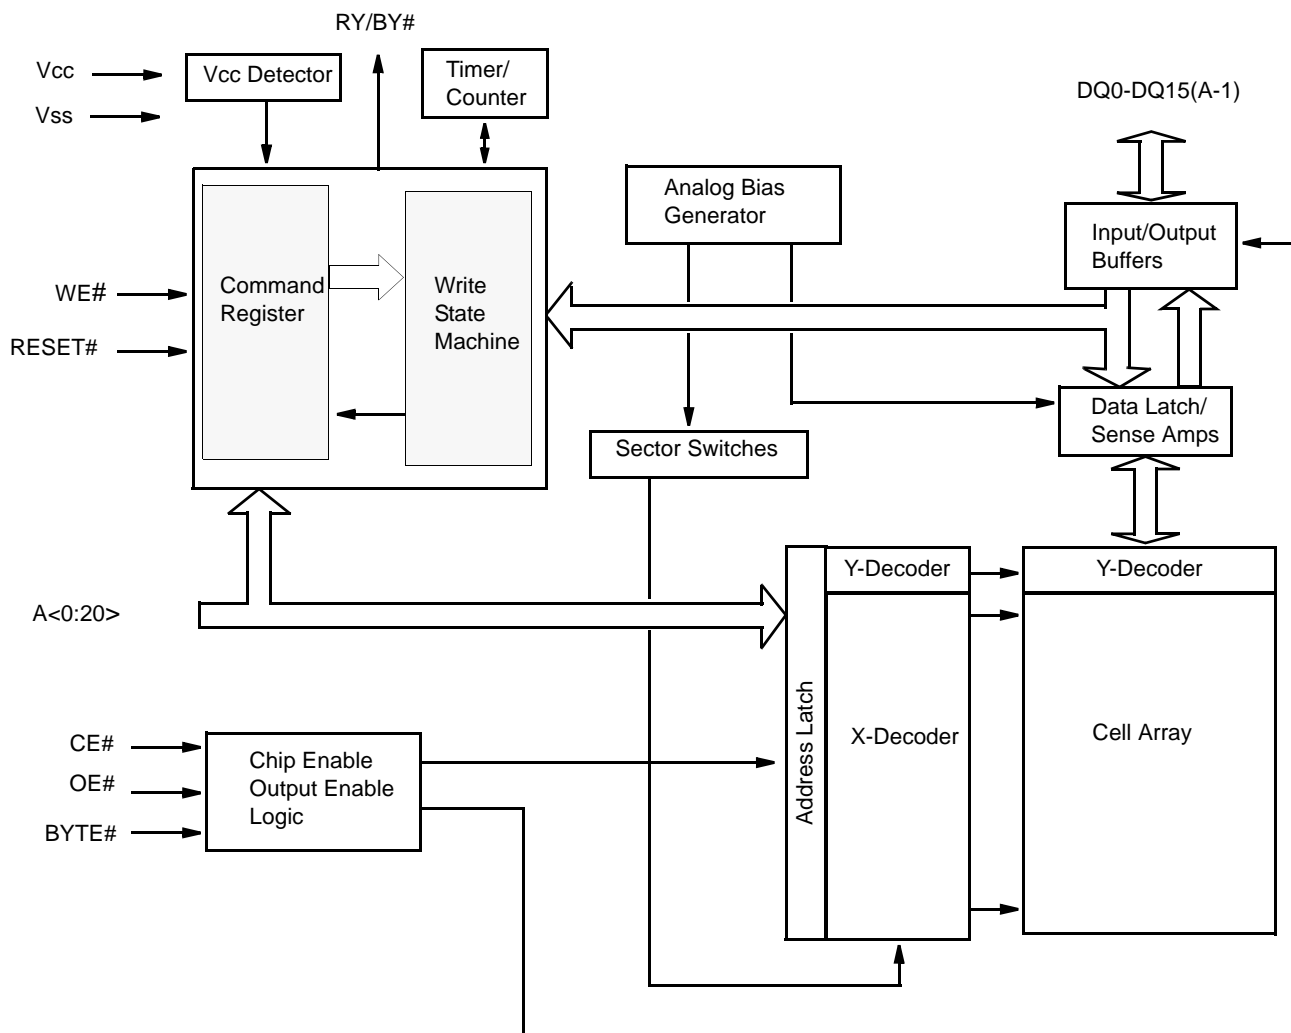 RY/BY#
Vcc
Vss
Vcc Detector
Timer/
Counter
DQ0-DQ15(A-1)
Analog Bias
Generator
Input/Output
Buffers
WE#
RESET#
Command
Register
Write
State
Machine
Data Latch/
Sense Amps
Sector Switches
A<0:20>
Address Latch
Y-Decoder
X-Decoder
Y-Decoder
Cell Array
CE#
OE#
BYTE#
Chip Enable
Output Enable
Logic